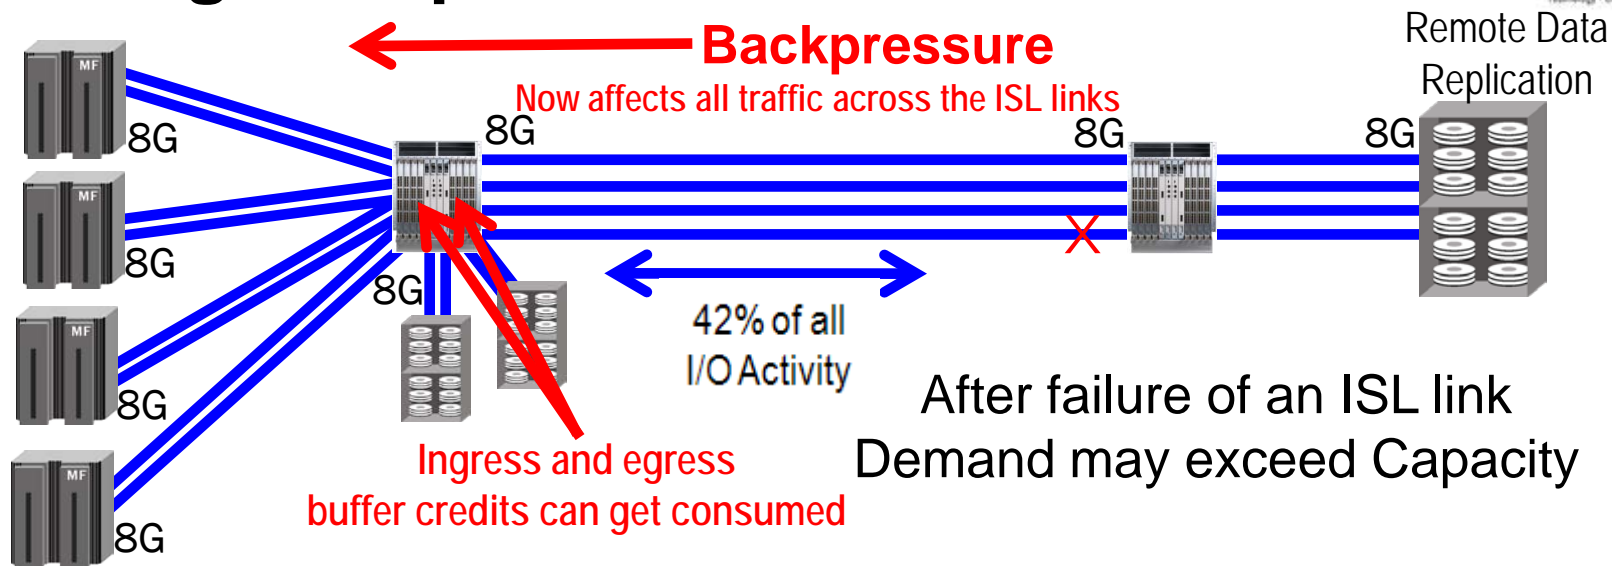 Backpressure
Now affects all traffic across the ISL links
Remote Data
Replication
MF
8G
8G
8G
8G
MF
8G
8G
MF
8G
MF
8G
42% of all
I/O Activity
Ingress and egress
buffer credits can get consumed
After failure of an ISL link
Demand may exceed Capacity